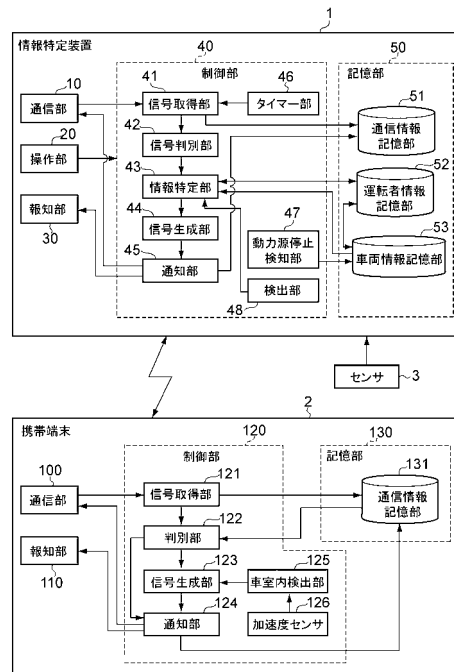 1
情報特定装置
40
50
制御部
記憶部
10
通信部
41
信号取得部
46
タイマー部
51
通信情報
記憶部
20
操作部
42
信号判別部
52
運転者情報
記憶部
43
情報特定部
30
報知部
44
信号生成部
47
動力源停止
検知部
53
車両情報記憶部
45
通知部
48
検出部
センサ
3
2
携帯端末
120
130
制御部
記憶部
100
通信部
121
信号取得部
131
通信情報
記憶部
122
判別部
110
報知部
123
信号生成部
125
車室内検出部
124
通知部
126
加速度センサ